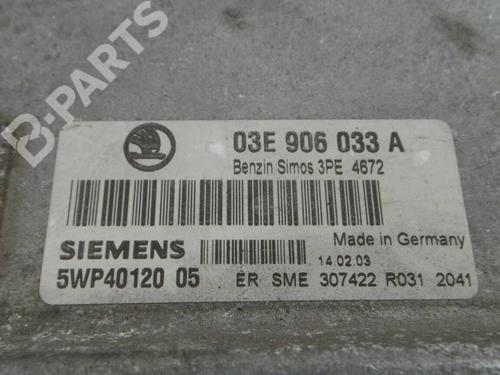 B-PARTS
03E 906 033 A
Benzin Simos 3PE 4672
SIEMENS
Made in Germany
14.02.03
5WP40120 05
ER SME 307422 R031 2041